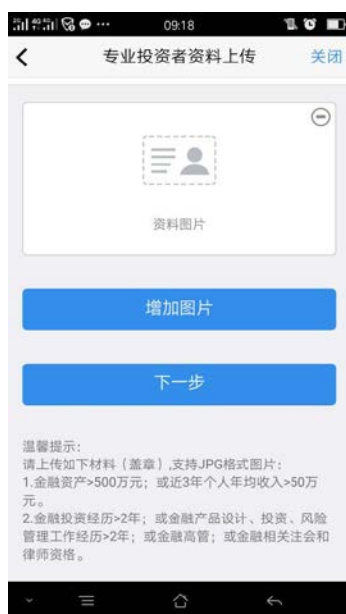 09:18
专业投资者资料上传 关闭
资料图片
增加图片
下一步
温馨提示:
请上传如下材料（盖章）,支持JPG格式图片:
1.金融资产>500万元；或近3年个人年均收入>50万
元。
2.金融投资经历>2年；或金融产品设计、投资、风险
管理工作经历>2年；或金融高管；或金融相关注会和
律师资格。